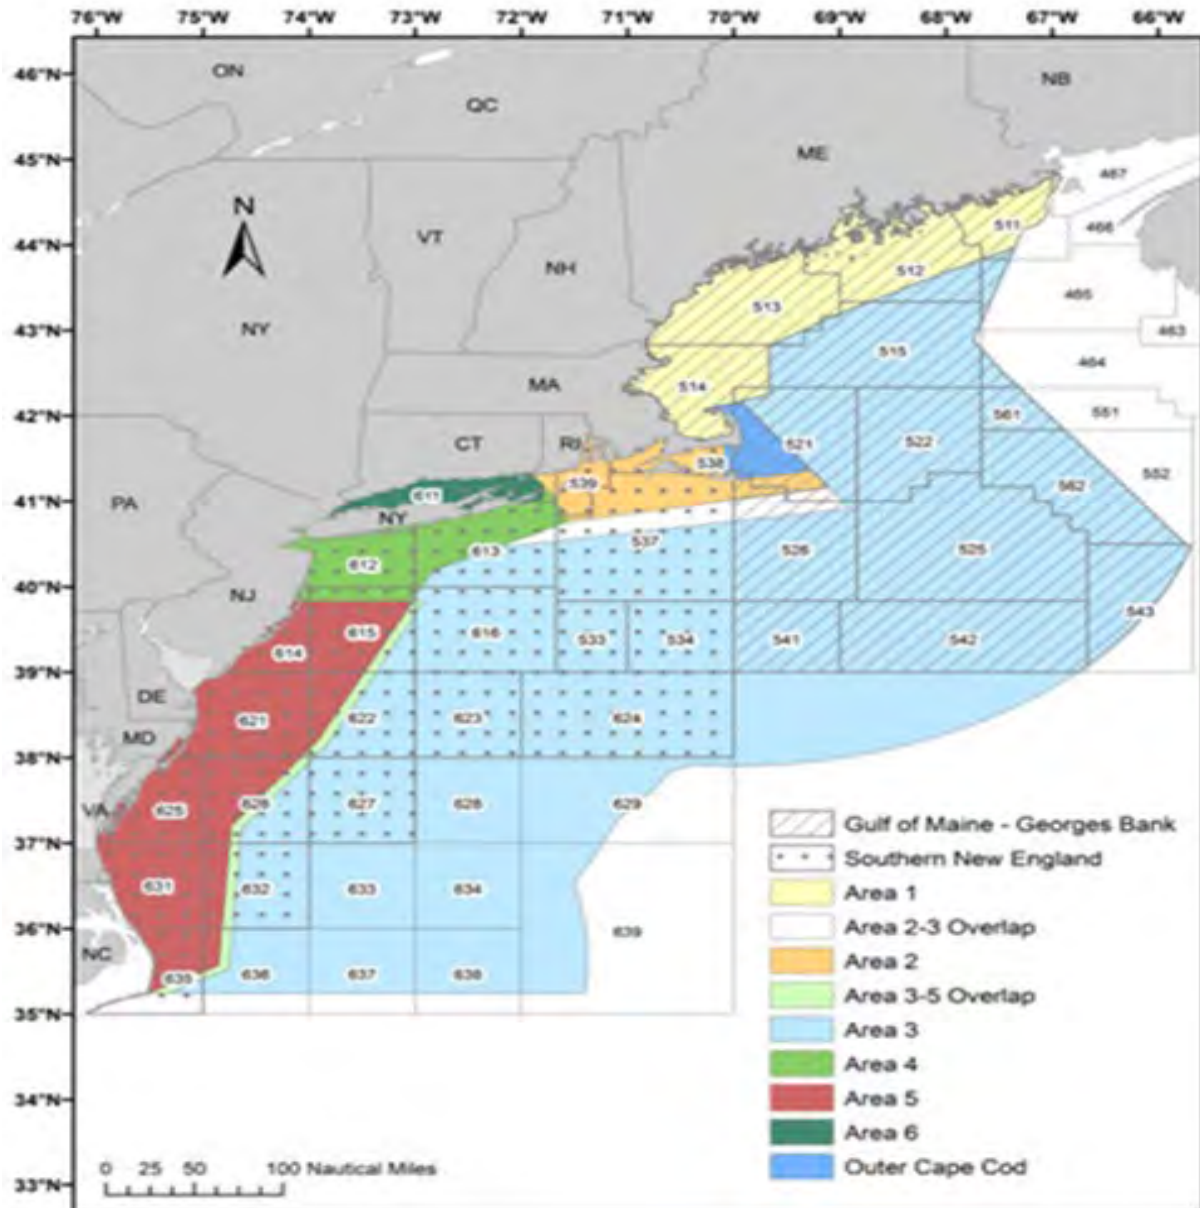 76°W 75°W 74°W 73°W 72°W 71°W 70°W 69°W 68°W 67°W 66°W
46°N
ON
NB
QC
45°N
ME
467
N
44°N
VT
511
466
NH
512
43°N
NY
513
465
463
515
464
MA
514
42°N
CT
RI
521
522
561
551
538
539
562
552
41°N
PA
611
NY
537
613
612
526
525
40°N
NJ
543
615
616
533
534
541
542
614
39°N
DE
621
622
623
624
MD
38°N
VA
625
626
627
628
629
37°N
631
632
633
634
36°N
NC
639
635
636
637
638
35°N
34°N
33°N
Gulf of Maine - Georges Bank
Southern New England
Area 1
Area 2-3 Overlap
Area 2
Area 3-5 Overlap
Area 3
Area 4
Area 5
Area 6
Outer Cape Cod
0 25 50 100 Nautical Miles